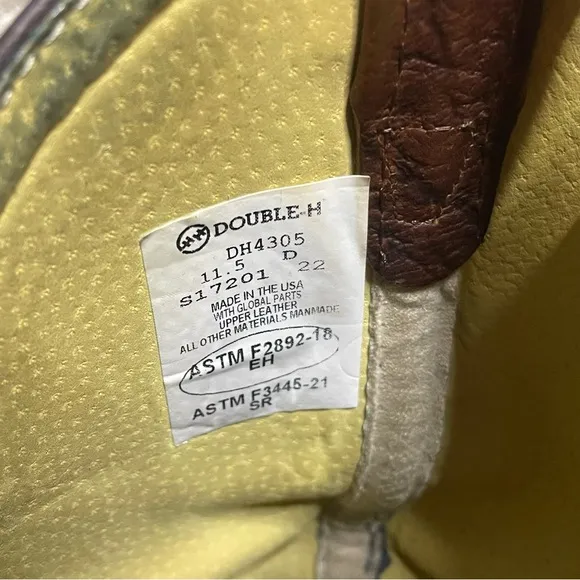 HH DOUBLE-H
DH4305
11.5 D
S17201 22
MADE IN THE USA
WITH GLOBAL PARTS
UPPER LEATHER
ALL OTHER MATERIALS MANMADE
ASTM F2892-18
EH
ASTM F3445-21
SR